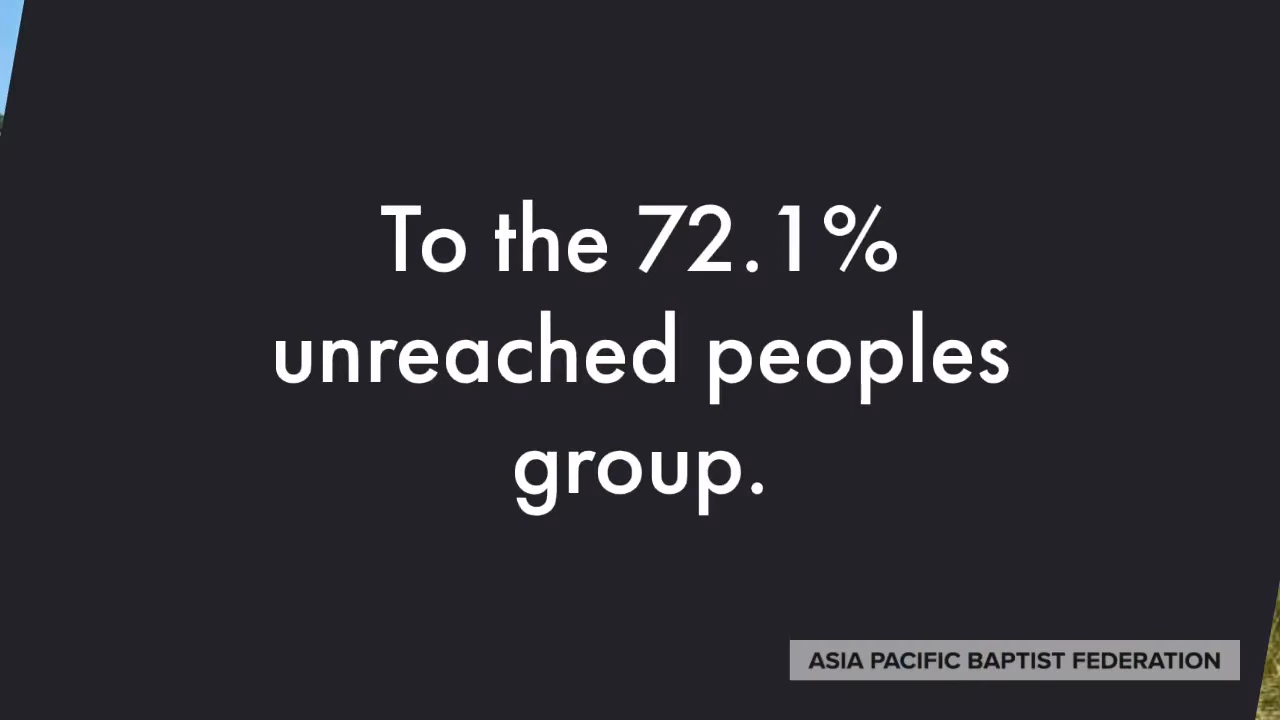 To the 72.1%
unreached peoples
group.
ASIA PACIFIC BAPTIST FEDERATION